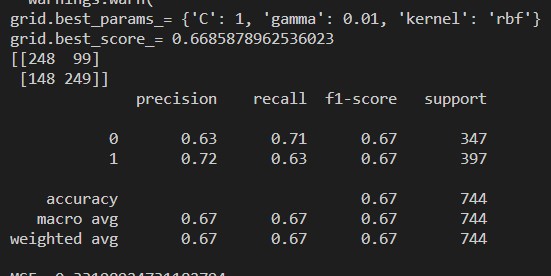 warnings.warn(
grid.best_params_= {'C': 1, 'gamma': 0.01, 'kernel': 'rbf'}
grid.best_score_= 0.6685878962536023
[[248  99]
 [148 249]]
              precision    recall  f1-score   support

           0       0.63      0.71      0.67       347
           1       0.72      0.63      0.67       397

    accuracy                           0.67       744
   macro avg       0.67      0.67      0.67       744
weighted avg       0.67      0.67      0.67       744